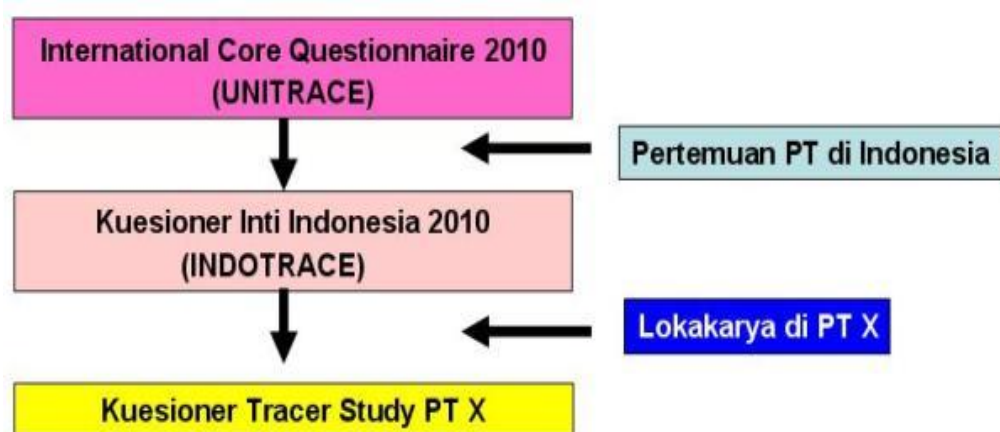 International Core Questionnaire 2010
(UNITRACE)
Pertemuan PT di Indonesia
Kuesioner Inti Indonesia 2010
(INDOTRACE)
Lokakarya di PT X
Kuesioner Tracer Study PT X